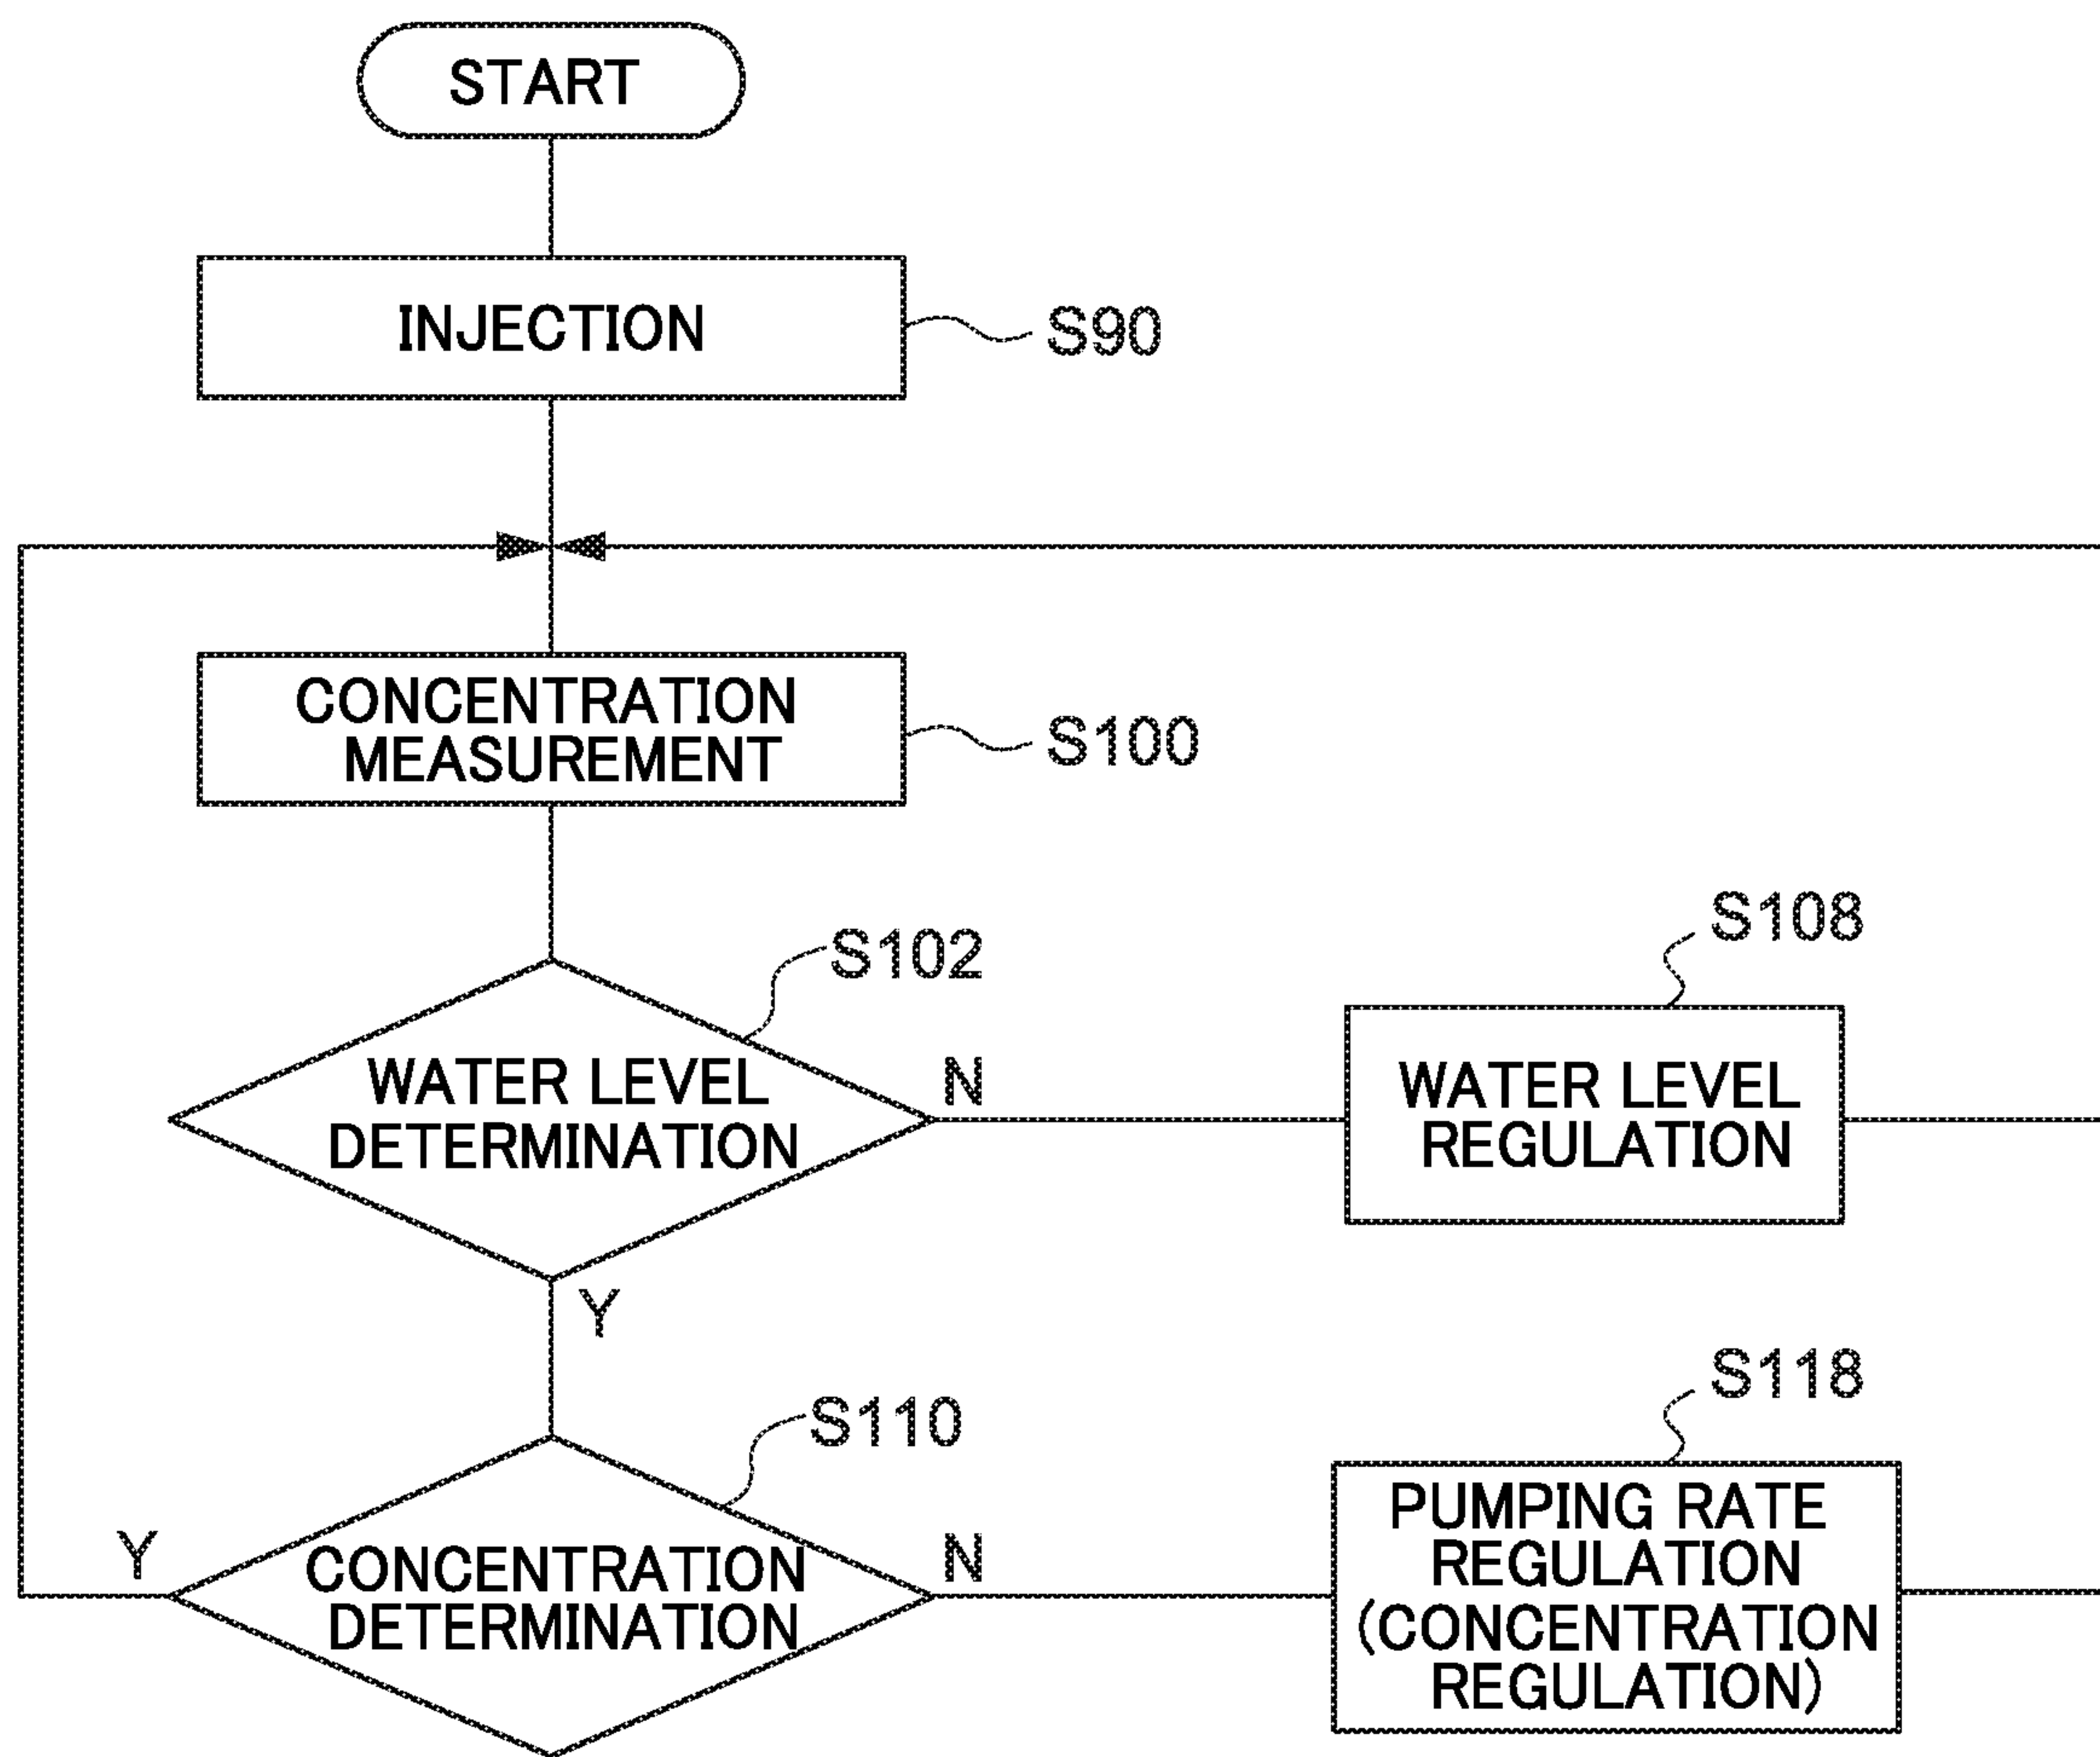 START
INJECTION
S90
CONCENTRATION
MEASUREMENT
S100
S102
WATER LEVEL
DETERMINATION
N
Y
S108
WATER LEVEL
REGULATION
S110
CONCENTRATION
DETERMINATION
Y
N
S118
PUMPING RATE
REGULATION
(CONCENTRATION
REGULATION)